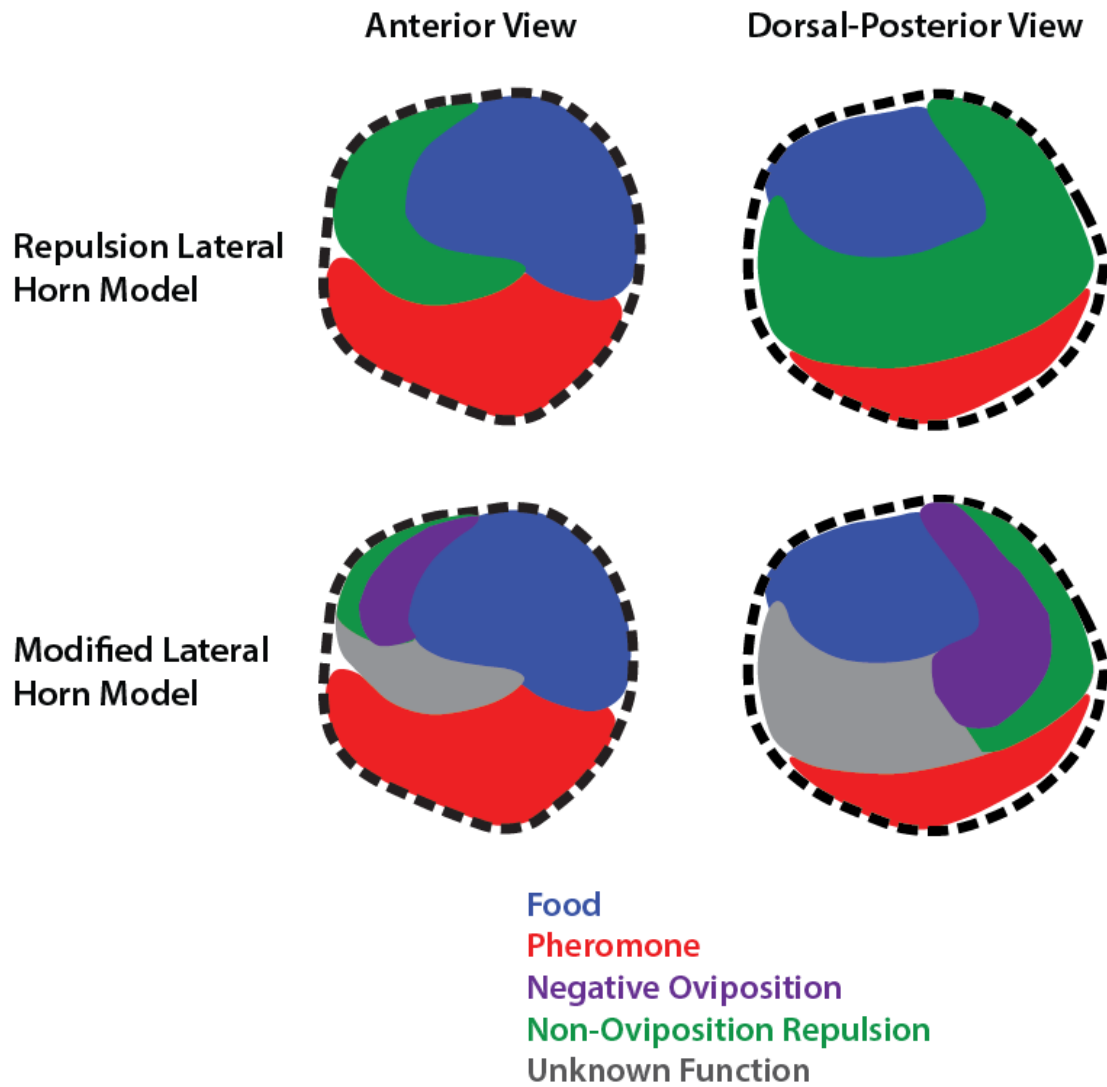 Anterior View
Dorsal-Posterior View
Repulsion Lateral
Horn Model
Modified Lateral
Horn Model
Food
Pheromone
Negative Oviposition
Non-Oviposition Repulsion
Unknown Function